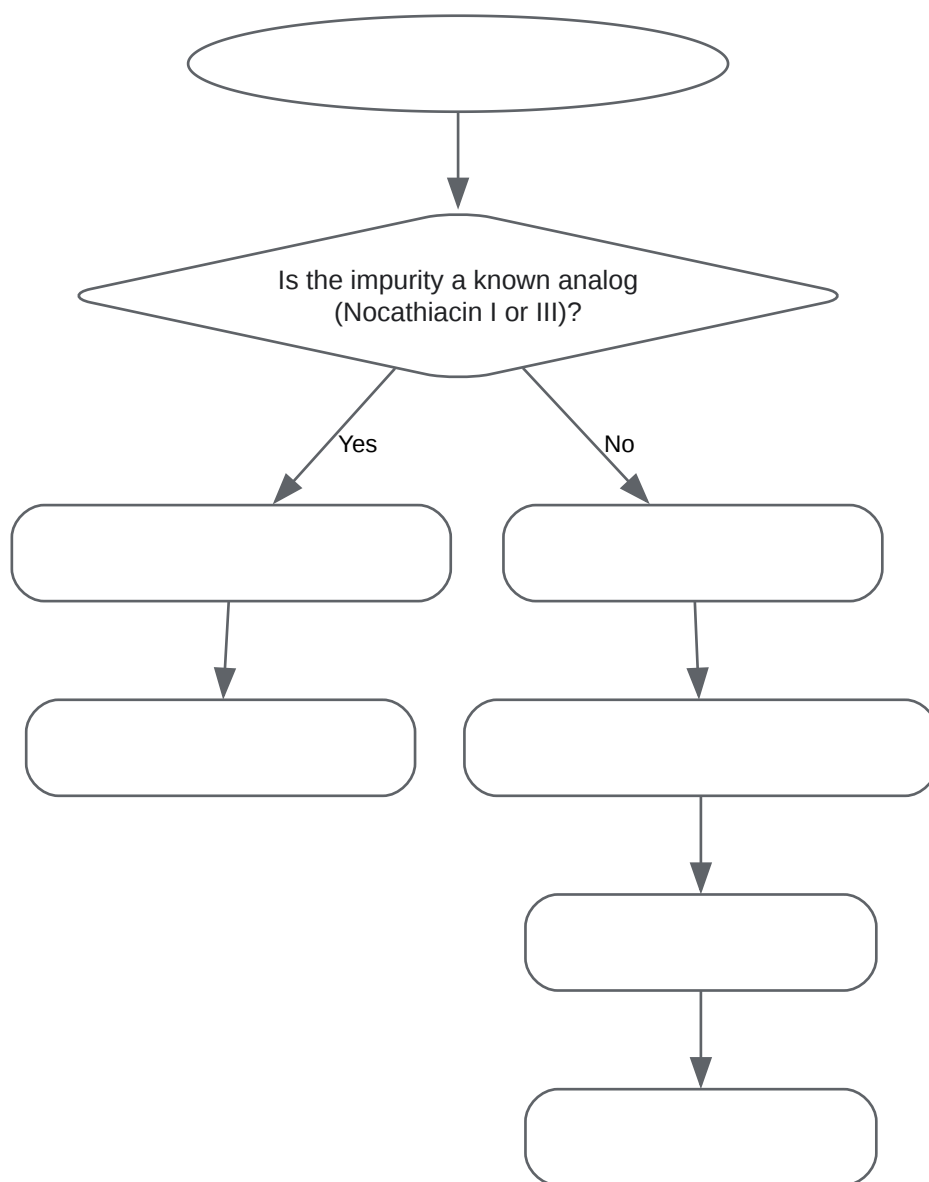 Is the impurity a known analog
(Nocathiacin I or III)?
Yes
No